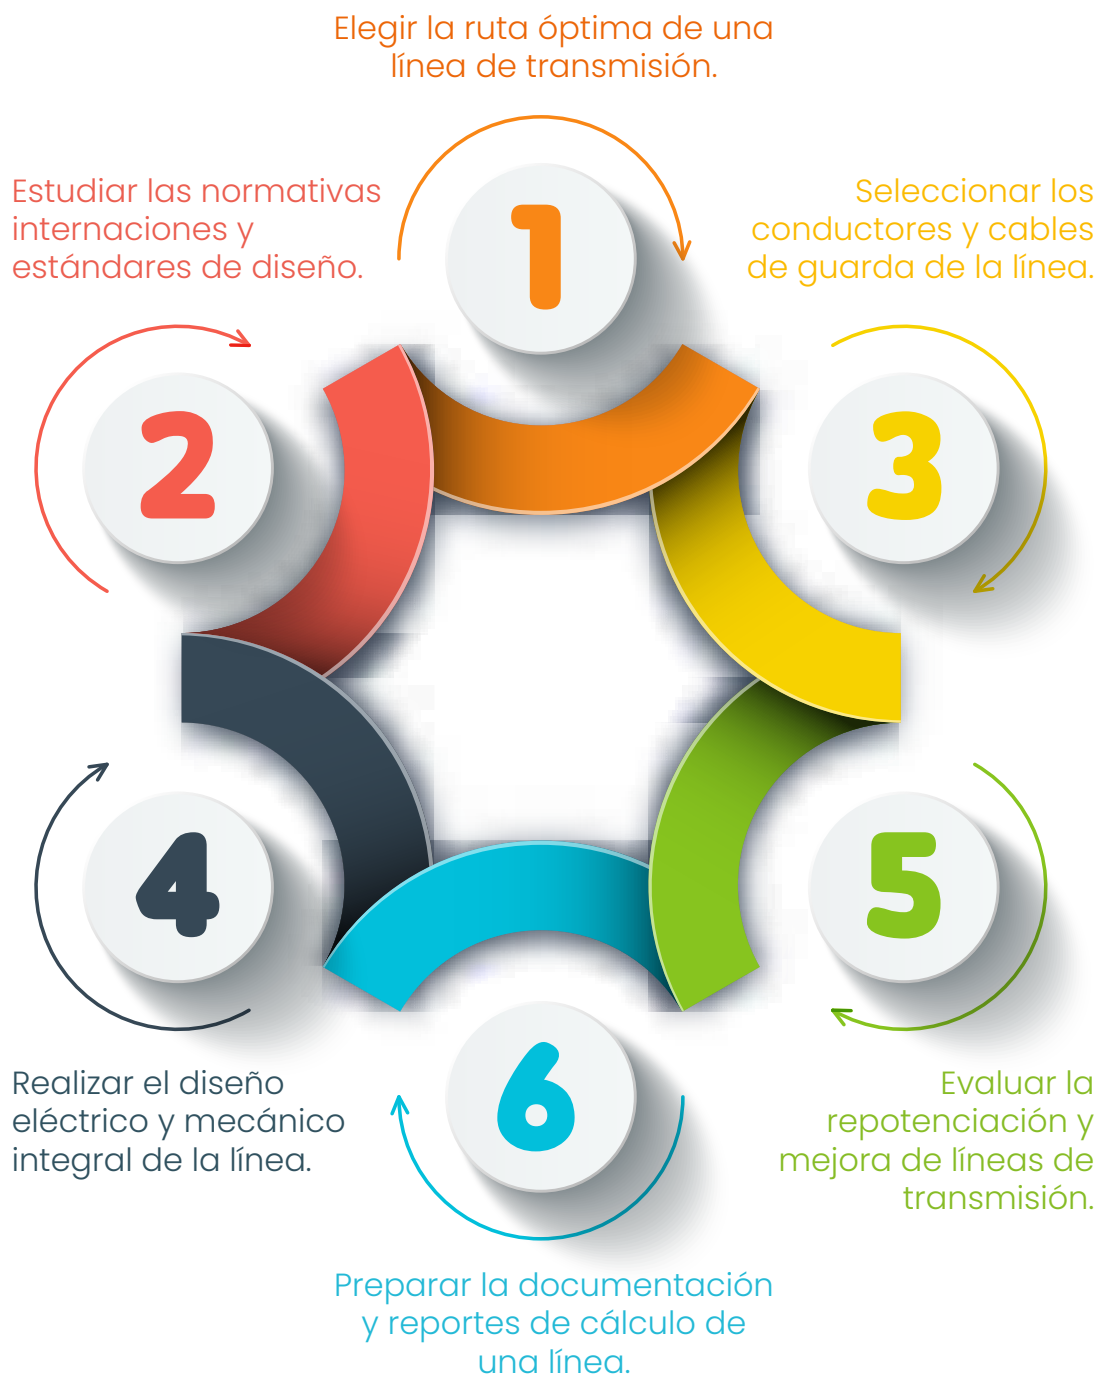 Elegir la ruta óptima de una
línea de transmisión.
1
Estudiar las normativas
internaciones y
estándares de diseño.
2
Seleccionar los
conductores y cables
de guarda de la línea.
3
4
Realizar el diseño
eléctrico y mecánico
integral de la línea.
5
Evaluar la
repotenciación y
mejora de líneas de
transmisión.
6
Preparar la documentación
y reportes de cálculo de
una línea.